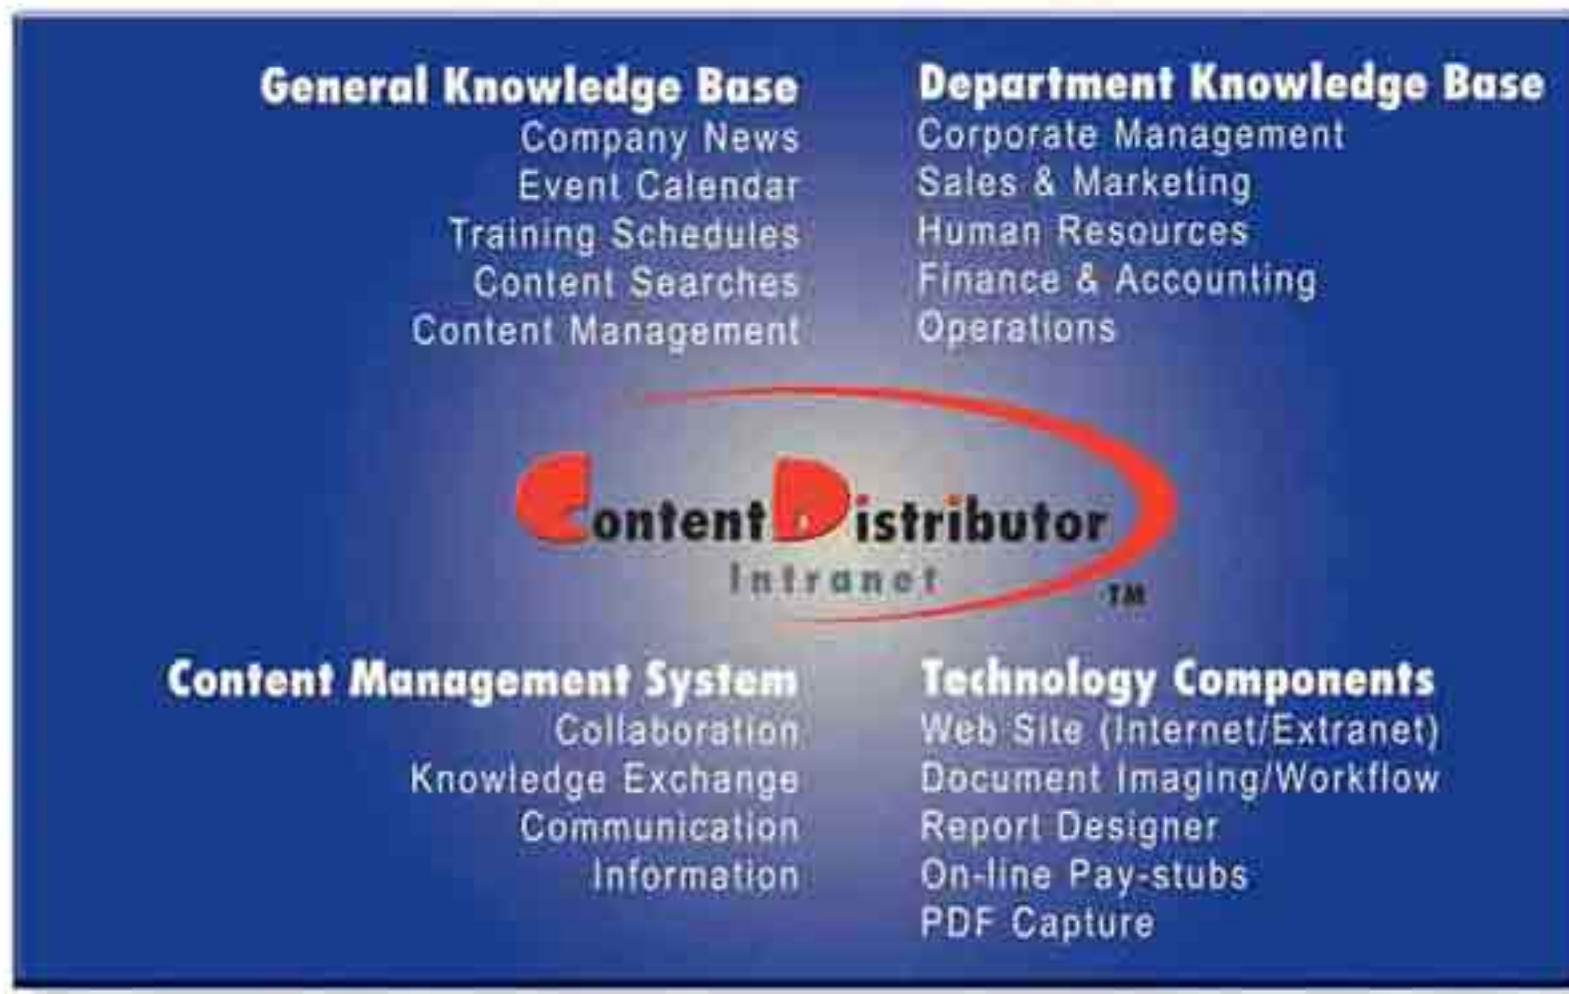 General Knowledge Base
Company News
Event Calendar
Training Schedules
Content Searches
Content Management
Department Knowledge Base
Corporate Management
Sales & Marketing
Human Resources
Finance & Accounting
Operations
ContentDistributor
Intranet
TM
Content Management System
Collaboration
Knowledge Exchange
Communication
Information
Technology Components
Web Site (Internet/Extranet)
Document Imaging/Workflow
Report Designer
On-line Pay-stubs
PDF Capture